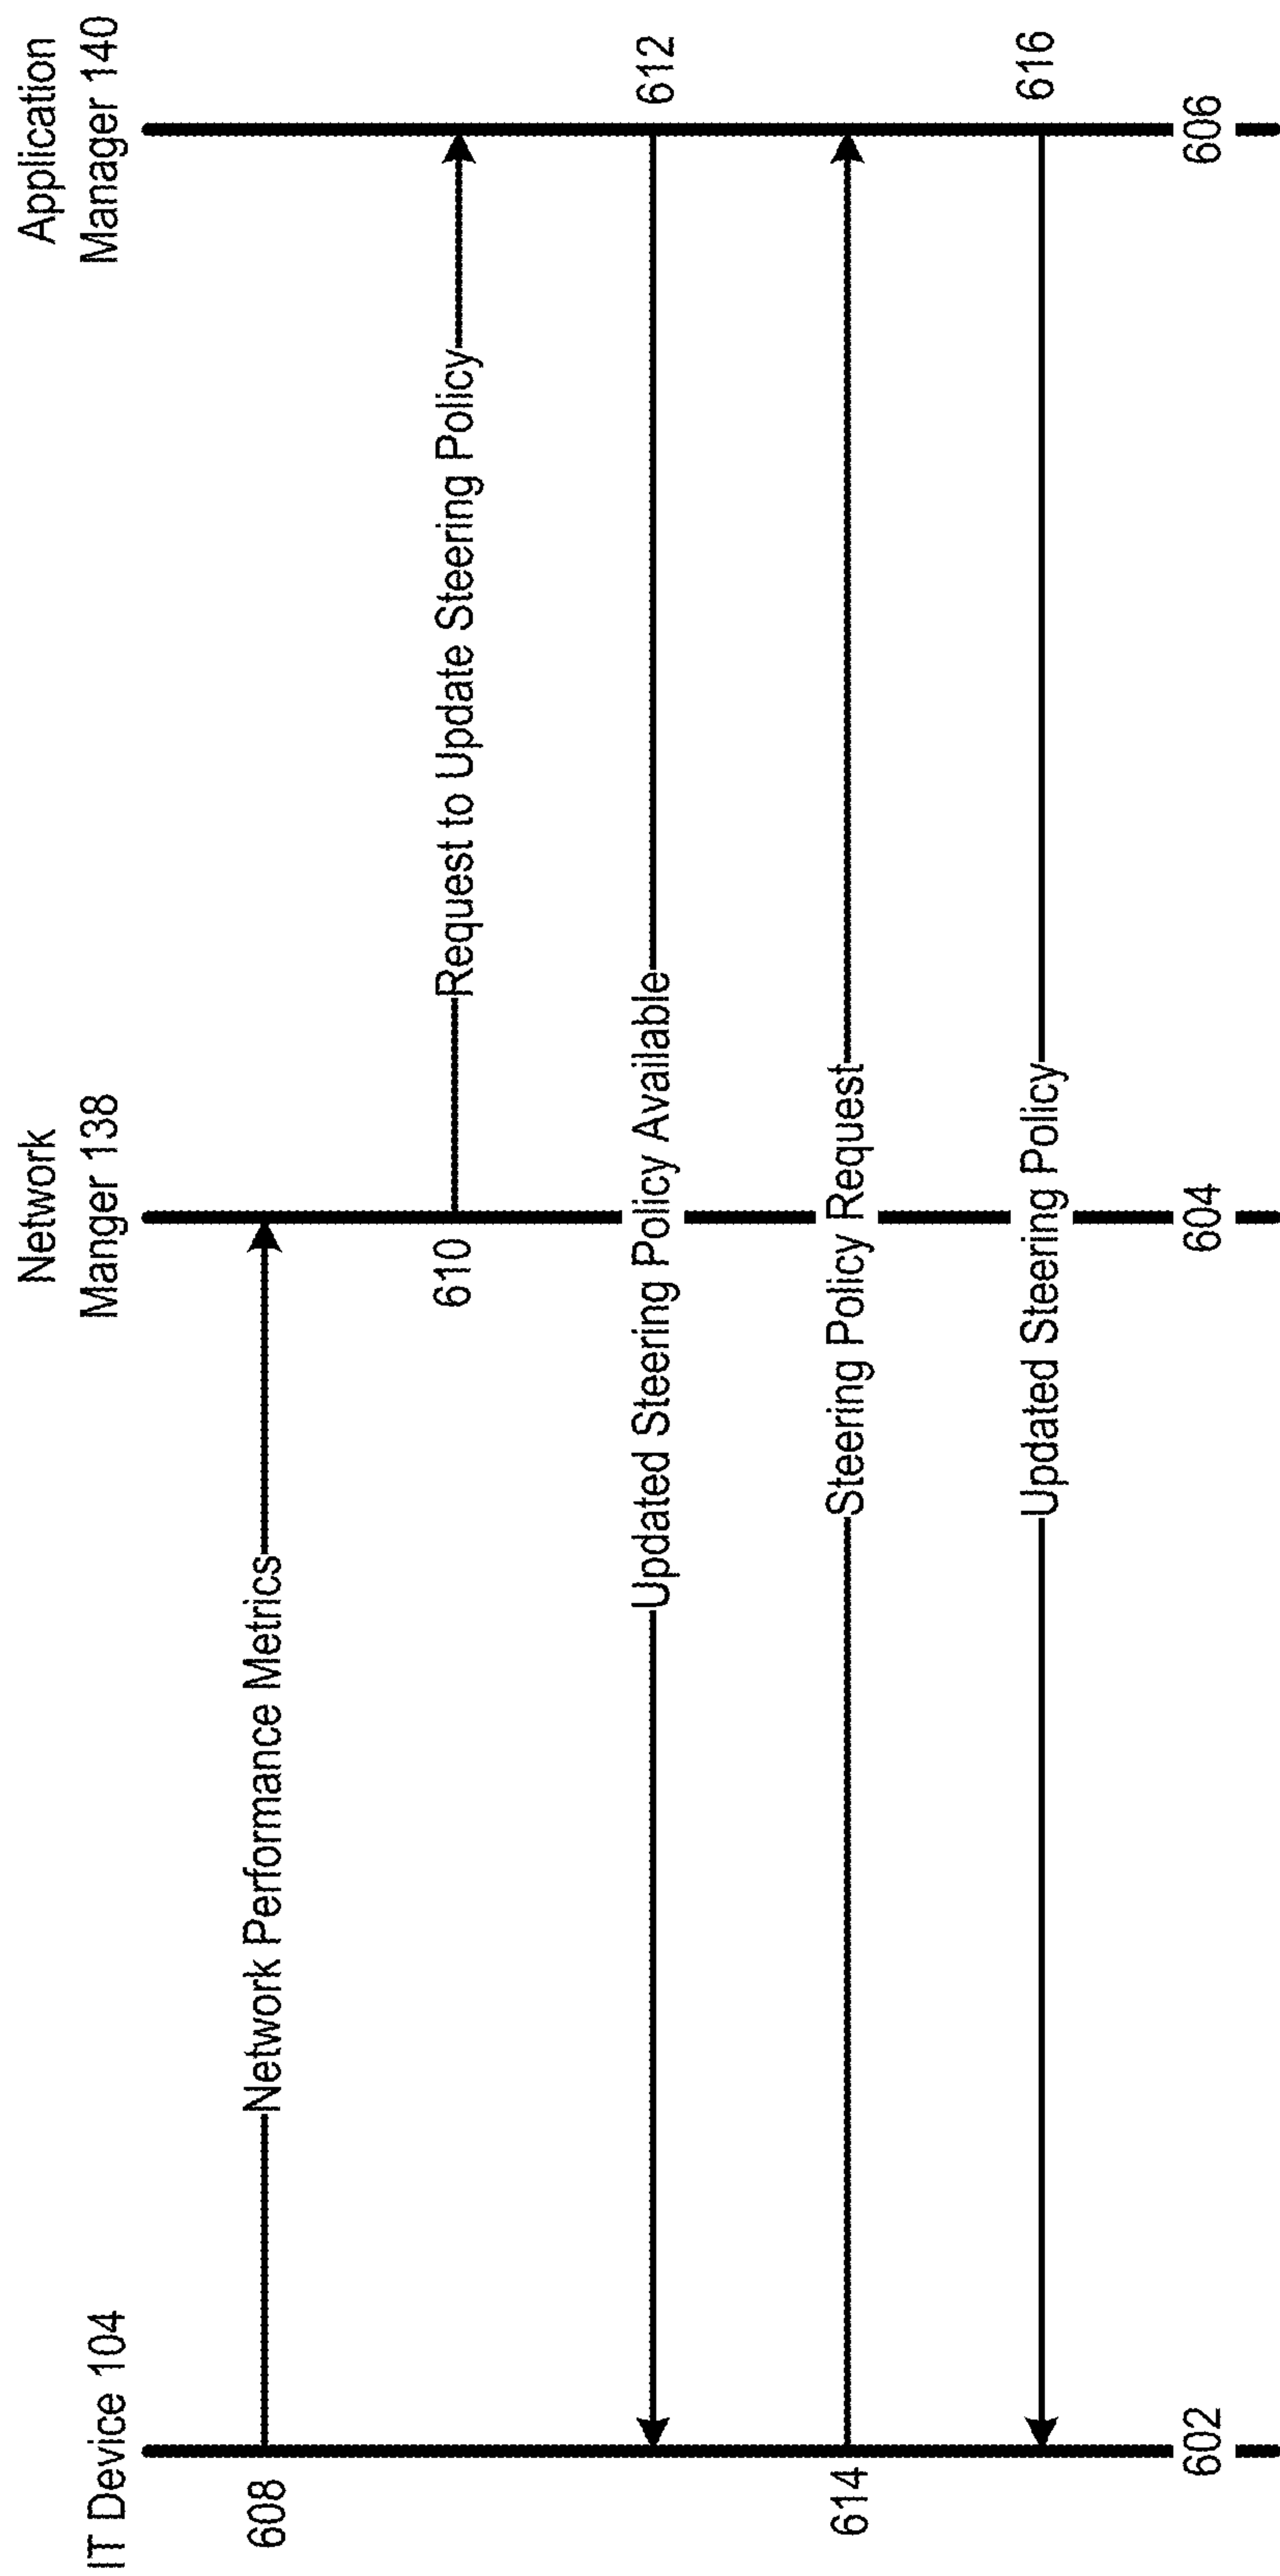 IT Device 104
Network
Manger 138
Application
Manager 140
608
Network Performance Metrics
610
Request to Update Steering Policy
Updated Steering Policy Available
612
614
Steering Policy Request
Updated Steering Policy
616
602
604
606